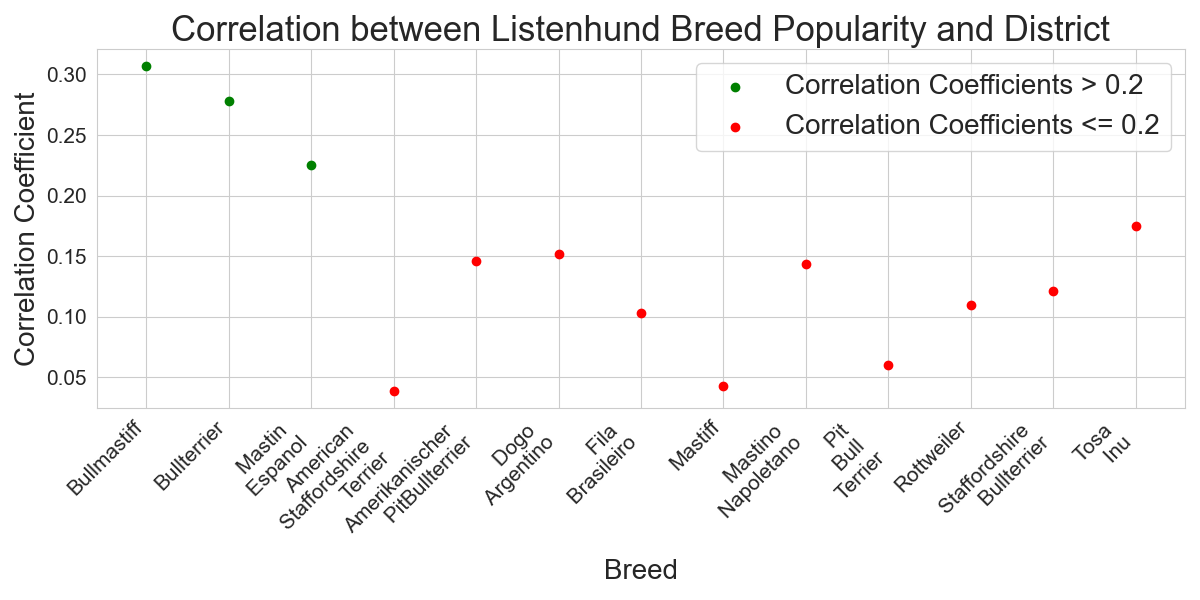 Correlation between Listenhund Breed Popularity and District
Correlation Coefficient
0.30
0.25
0.20
0.15
0.10
0.05
Correlation Coefficients > 0.2
Correlation Coefficients <= 0.2
Bullmastiff
Bullterrier
Mastin
Espanol
American
Staffordshire
Terrier
Amerikanischer
PitBullterrier
Dogo
Argentino
Fila
Brasileiro
Mastiff
Mastino
Napoletano
Pit
Bull
Terrier
Rottweiler
Staffordshire
Bullterrier
Tosa
Inu
Breed